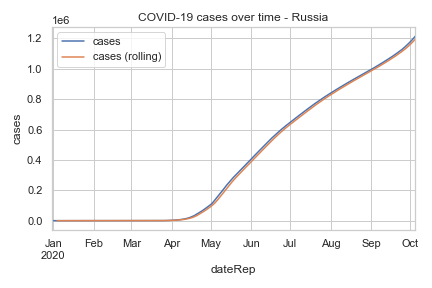 COVID-19 cases over time - Russia
1e6
cases
cases (rolling)
1.2
1.0
0.8
0.6
0.4
0.2
0.0
cases
Jan Feb Mar Apr May Jun Jul Aug Sep Oct
2020
dateRep